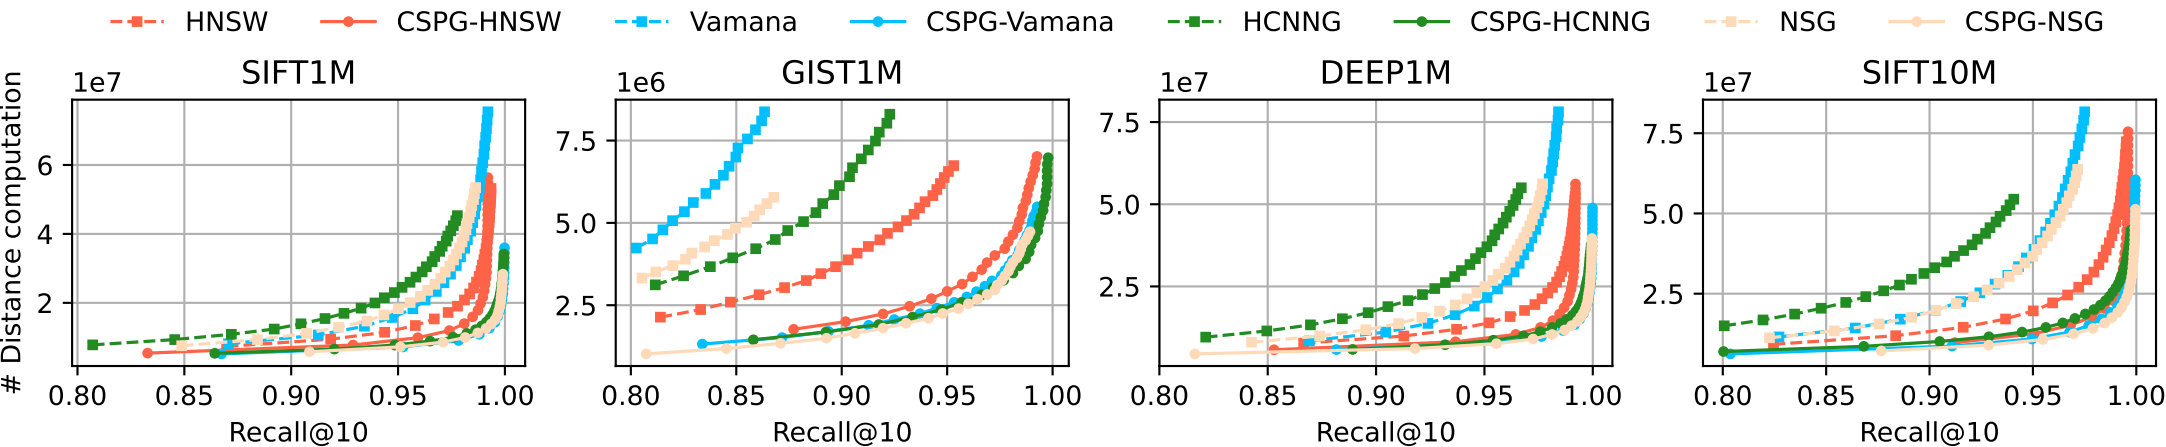 HNSW CSPG-HNSW Vamana CSPG-Vamana HCNNG CSPG-HCNNG NSG CSPG-NSG
# Distance computation
SIFT1M
1e7
6
4
2
0.80 0.85 0.90 0.95 1.00
Recall@10
GIST1M
1e6
7.5
5.0
2.5
0.80 0.85 0.90 0.95 1.00
Recall@10
DEEP1M
1e7
7.5
5.0
2.5
0.80 0.85 0.90 0.95 1.00
Recall@10
SIFT10M
1e7
7.5
5.0
2.5
0.80 0.85 0.90 0.95 1.00
Recall@10